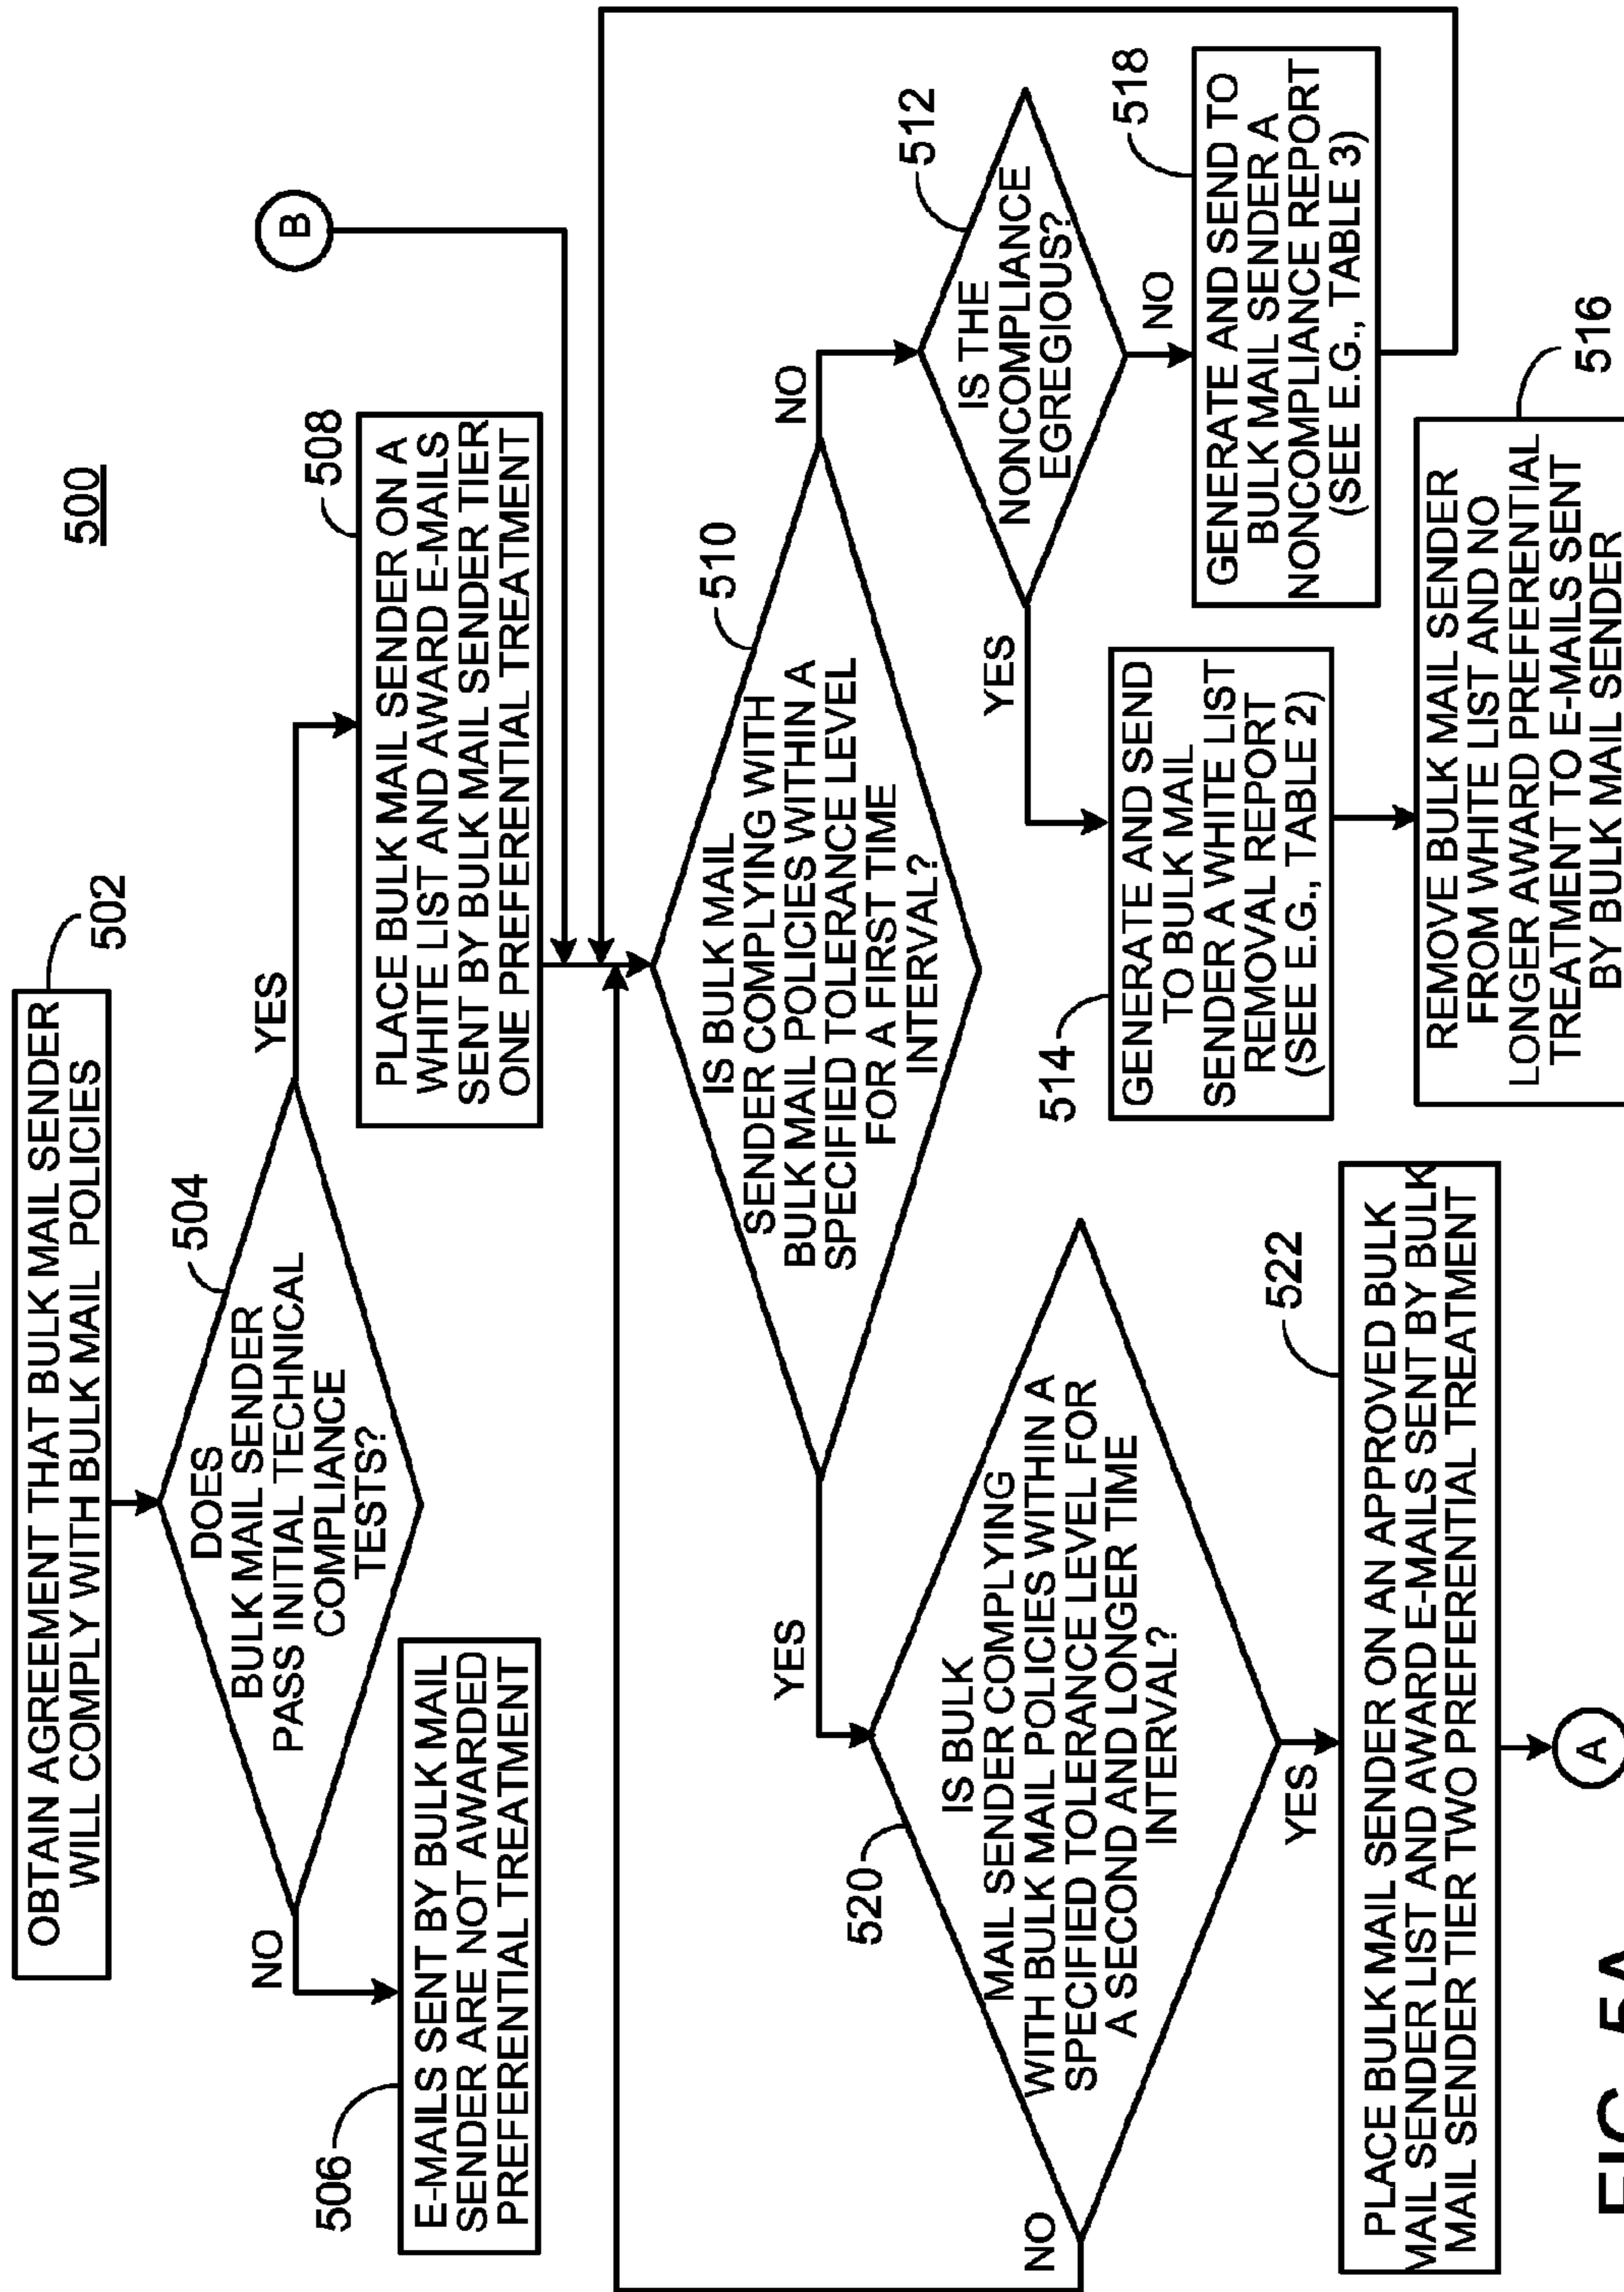 500
OBTAIN AGREEMENT THAT BULK MAIL SENDER
WILL COMPLY WITH BULK MAIL POLICIES
502
DOES
BULK MAIL SENDER
PASS INITIAL TECHNICAL
COMPLIANCE
TESTS?
504
NO
YES
506
E-MAILS SENT BY BULK MAIL
SENDER ARE NOT AWARDED
PREFERENTIAL TREATMENT
508
PLACE BULK MAIL SENDER ON A
WHITE LIST AND AWARD E-MAILS
SENT BY BULK MAIL SENDER TIER
ONE PREFERENTIAL TREATMENT
B
510
IS BULK MAIL
SENDER COMPLYING WITH
BULK MAIL POLICIES WITHIN A
SPECIFIED TOLERANCE LEVEL
FOR A FIRST TIME
INTERVAL?
YES
NO
512
IS THE
NONCOMPLIANCE
EGREGIOUS?
YES
NO
514
GENERATE AND SEND
TO BULK MAIL
SENDER A WHITE LIST
REMOVAL REPORT
(SEE E.G., TABLE 2)
518
GENERATE AND SEND TO
BULK MAIL SENDER A
NONCOMPLIANCE REPORT
(SEE E.G., TABLE 3)
516
REMOVE BULK MAIL SENDER
FROM WHITE LIST AND NO
LONGER AWARD PREFERENTIAL
TREATMENT TO E-MAILS SENT
BY BULK MAIL SENDER
520
IS BULK
MAIL SENDER COMPLYING
WITH BULK MAIL POLICIES WITHIN A
SPECIFIED TOLERANCE LEVEL FOR
A SECOND AND LONGER TIME
INTERVAL?
NO
YES
522
PLACE BULK MAIL SENDER ON AN APPROVED BULK
MAIL SENDER LIST AND AWARD E-MAILS SENT BY BULK
MAIL SENDER TIER TWO PREFERENTIAL TREATMENT
A
FIG. 5A